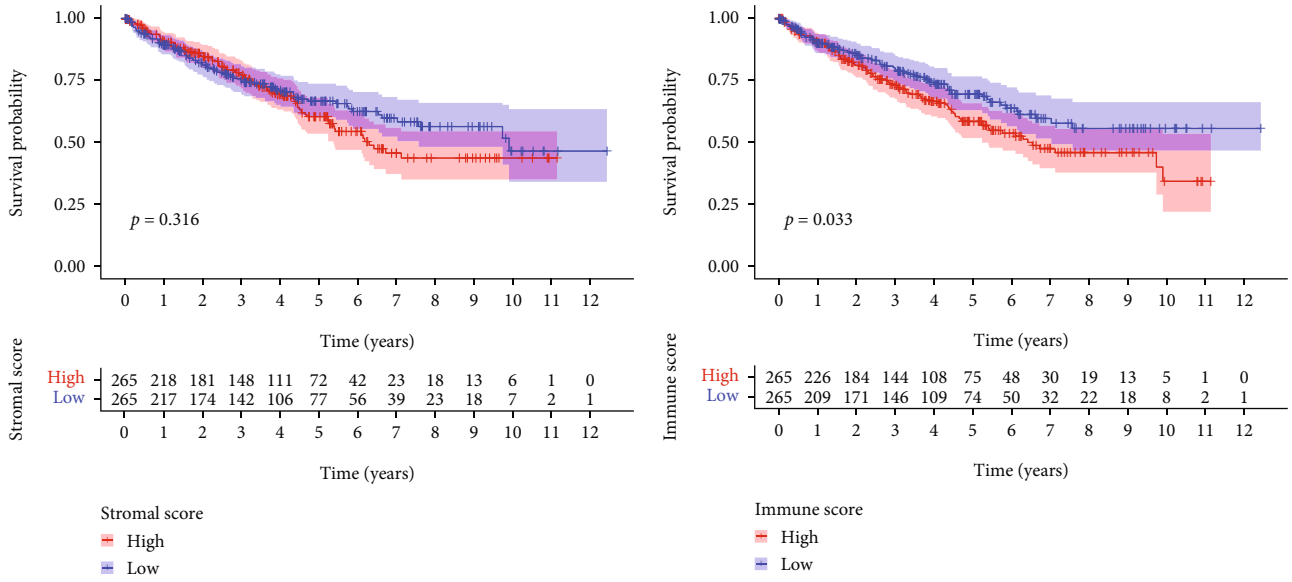 1.00
0.75
0.50
0.25
0.00
Survival probability
p = 0.316
0 1 2 3 4 5 6 7 8 9 10 11 12
Time (years)
Stromal score
High 265 218 181 148 111 72 42 23 18 13 6 1 0
Low 265 217 174 142 106 77 56 39 23 18 7 2 1
0 1 2 3 4 5 6 7 8 9 10 11 12
Time (years)
Stromal score
High
Low
1.00
0.75
0.50
0.25
0.00
Survival probability
p = 0.033
0 1 2 3 4 5 6 7 8 9 10 11 12
Time (years)
Immune score
High 265 226 184 144 108 75 48 30 19 13 5 1 0
Low 265 209 171 146 109 74 50 32 22 18 8 2 1
0 1 2 3 4 5 6 7 8 9 10 11 12
Time (years)
Immune score
High
Low